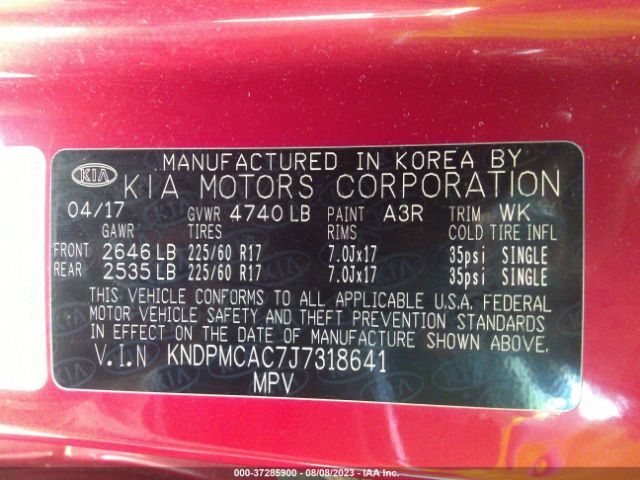 MANUFACTURED IN KOREA BY
KIA KIA MOTORS CORPORATION
04/17 GVWR 4740 LB PAINT A3R TRIM WK
GAWR TIRES RIMS COLD TIRE INFL
FRONT 2646 LB 225/60 R17 7.0Jx17 35psi SINGLE
REAR 2535 LB 225/60 R17 7.0Jx17 35psi SINGLE
THIS VEHICLE CONFORMS TO ALL APPLICABLE U.S.A. FEDERAL
MOTOR VEHICLE SAFETY AND THEFT PREVENTION STANDARDS
IN EFFECT ON THE DATE OF MANUFACTURE SHOWN ABOVE.
V.I.N KNDPMCAC7J7318641
MPV
000-37285900 - 08/08/2023 - IAA Inc.